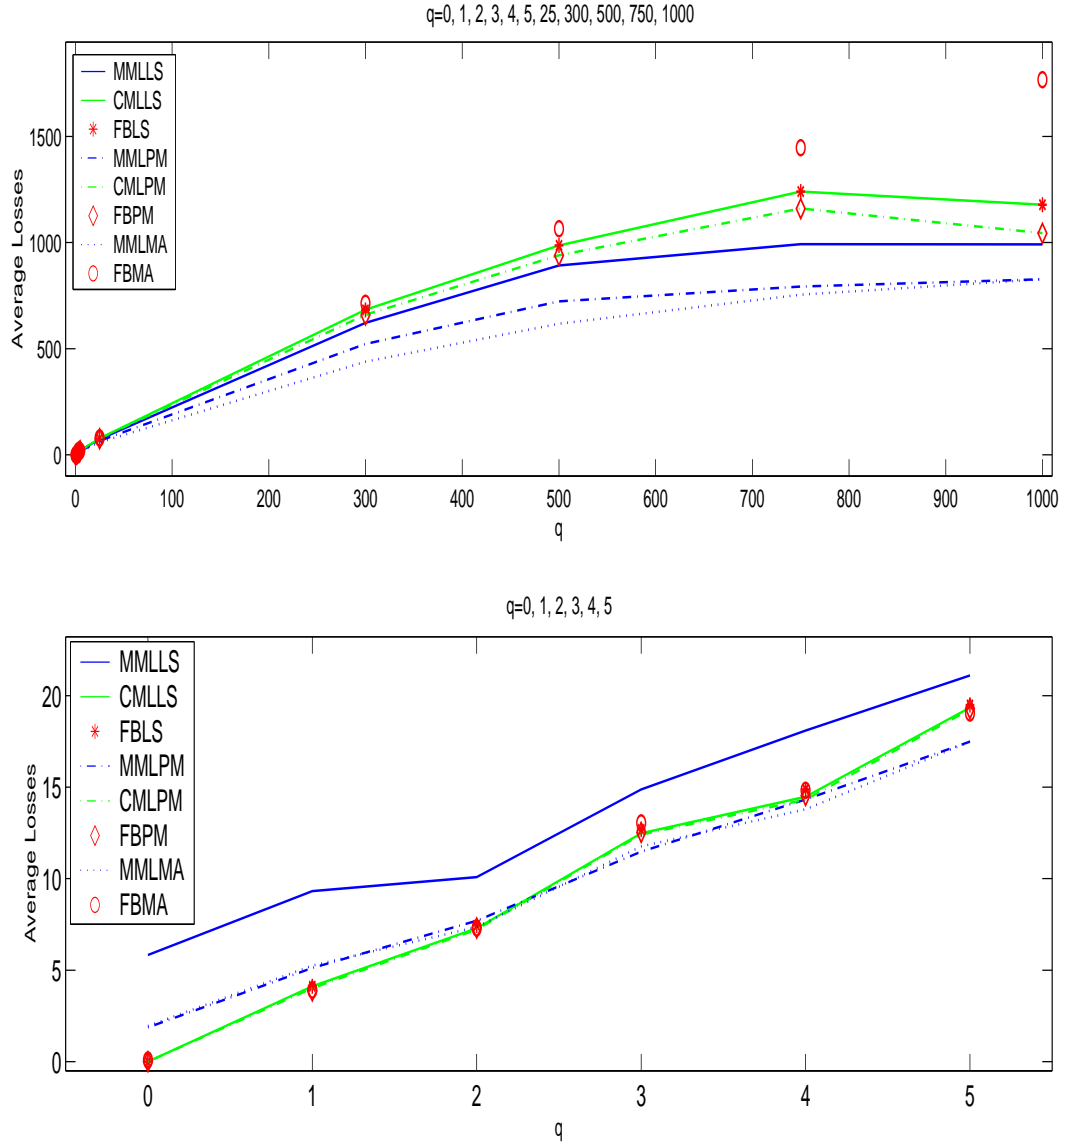 q=0, 1, 2, 3, 4, 5, 25, 300, 500, 750, 1000
MMLLS
CMLLS
FBLS
MMLPM
CMLPM
FBPM
MMLMA
FBMA
Average Losses
1500
1000
500
0
0 100 200 300 400 500 600 700 800 900 1000
q
q=0, 1, 2, 3, 4, 5
MMLLS
CMLLS
FBLS
MMLPM
CMLPM
FBPM
MMLMA
FBMA
Average Losses
20
15
10
5
0
0 1 2 3 4 5
q